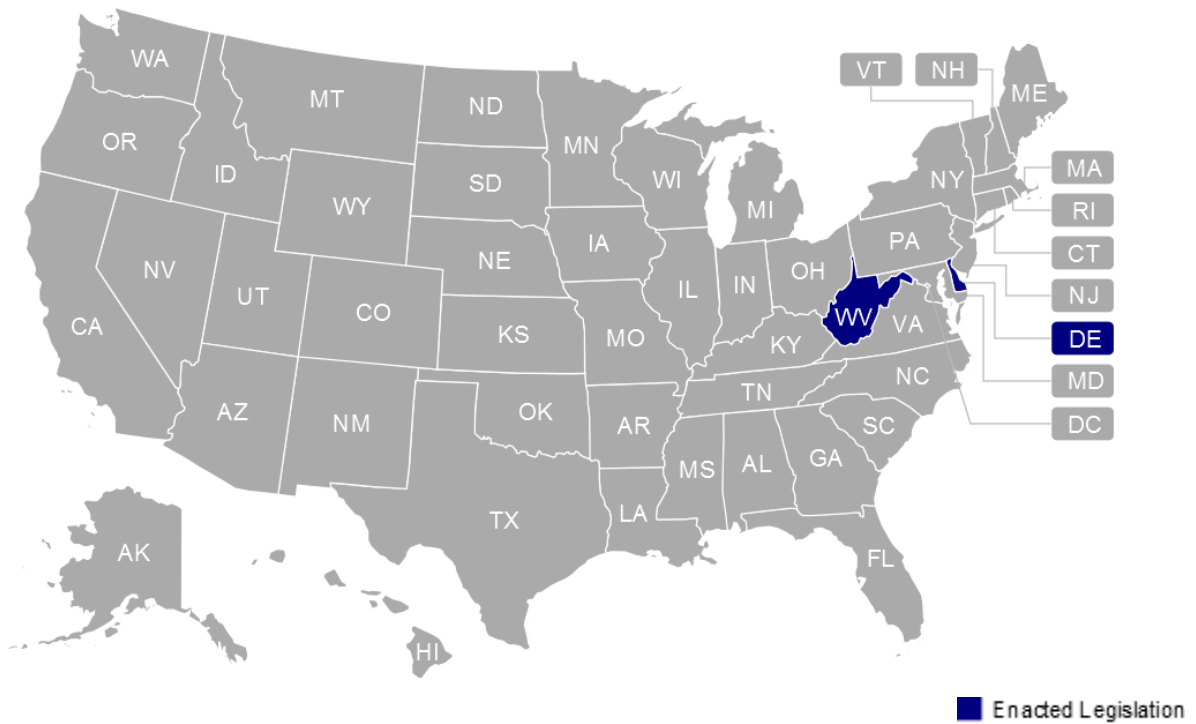 WA
MT
ND
MN
VT
NH
ME
OR
ID
SD
WI
NY
MA
WY
MI
RI
NV
NE
IA
PA
CT
UT
CO
IL
IN
OH
NJ
CA
KS
MO
WV
VA
DE
KY
MD
AZ
NM
OK
TN
NC
DC
AR
SC
MS
AL
GA
TX
LA
AK
FL
HI
Enacted Legislation